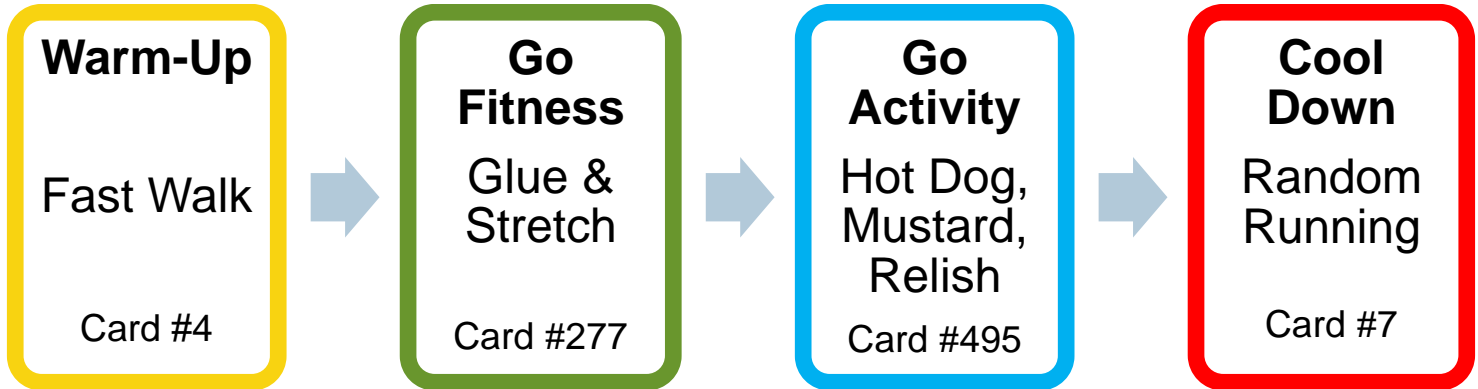 Warm-Up
Fast Walk
Card #4
Go
Fitness
Glue &
Stretch
Card #277
Go
Activity
Hot Dog,
Mustard,
Relish
Card #495
Cool
Down
Random
Running
Card #7